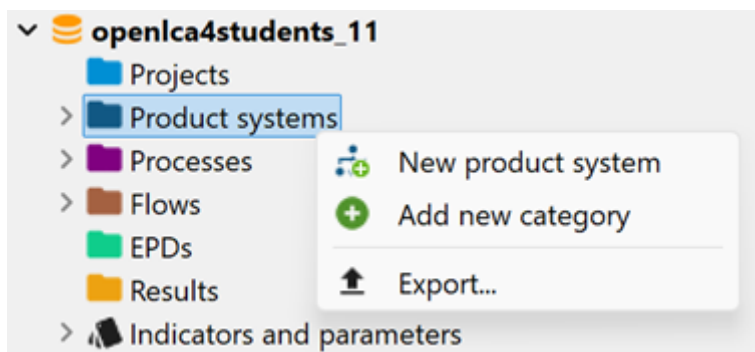 openlca4students_11
Projects
Product systems
Processes
New product system
Flows
Add new category
EPDs
Results
Export...
Indicators and parameters